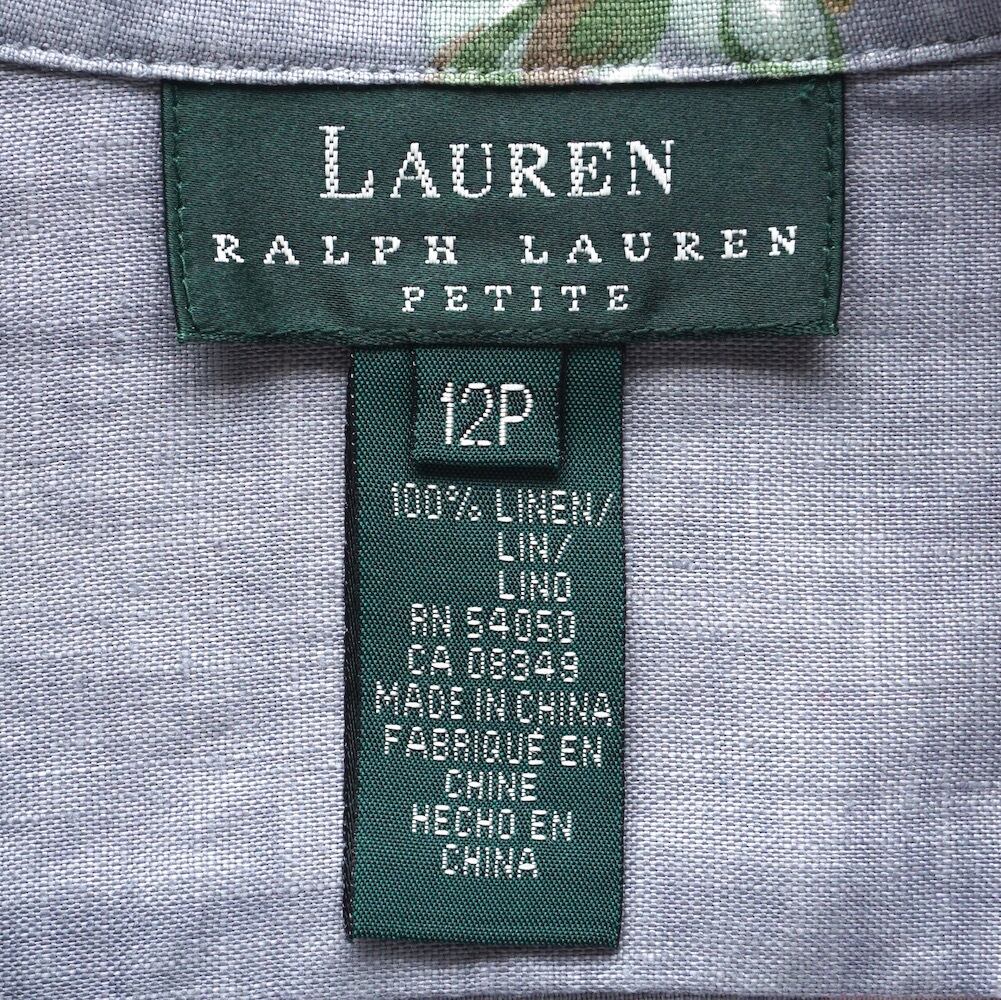 LAUREN
RALPH LAUREN
PETITE
12P
100% LINEN/
LIN/
LINO
RN 54050
CA 08349
MADE IN CHINA
FABRIQUE EN
CHINE
HECHO EN
CHINA